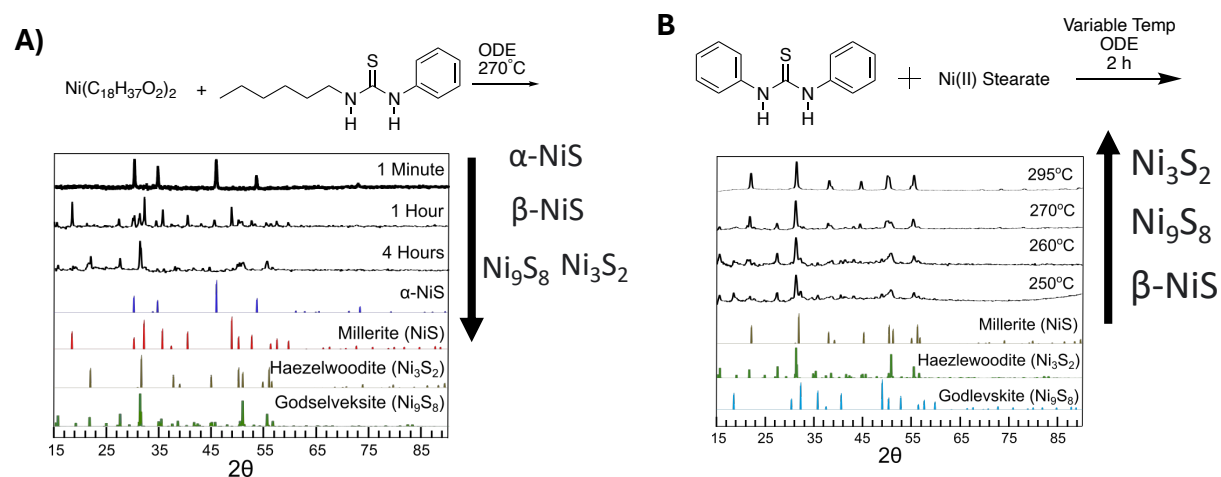 A)
Ni(C₁₈H₃₇O₂)₂ + S N H N H ODE 270°C
1 Minute
1 Hour
4 Hours
α-NiS
Millerite (NiS)
Haezelwoodite (Ni₃S₂)
Godselveksite (Ni₉S₈)
15 25 35 45 55 65 75 85
2θ
α-NiS
β-NiS
Ni₉S₈ Ni₃S₂
B
S N H N H + Ni(II) Stearate
Variable Temp
ODE
2 h
295°C
270°C
260°C
250°C
Millerite (NiS)
Haezlewoodite (Ni₃S₂)
Godlevskite (Ni₉S₈)
15 25 35 45 55 65 75 85
2θ
Ni₃S₂
Ni₉S₈
β-NiS